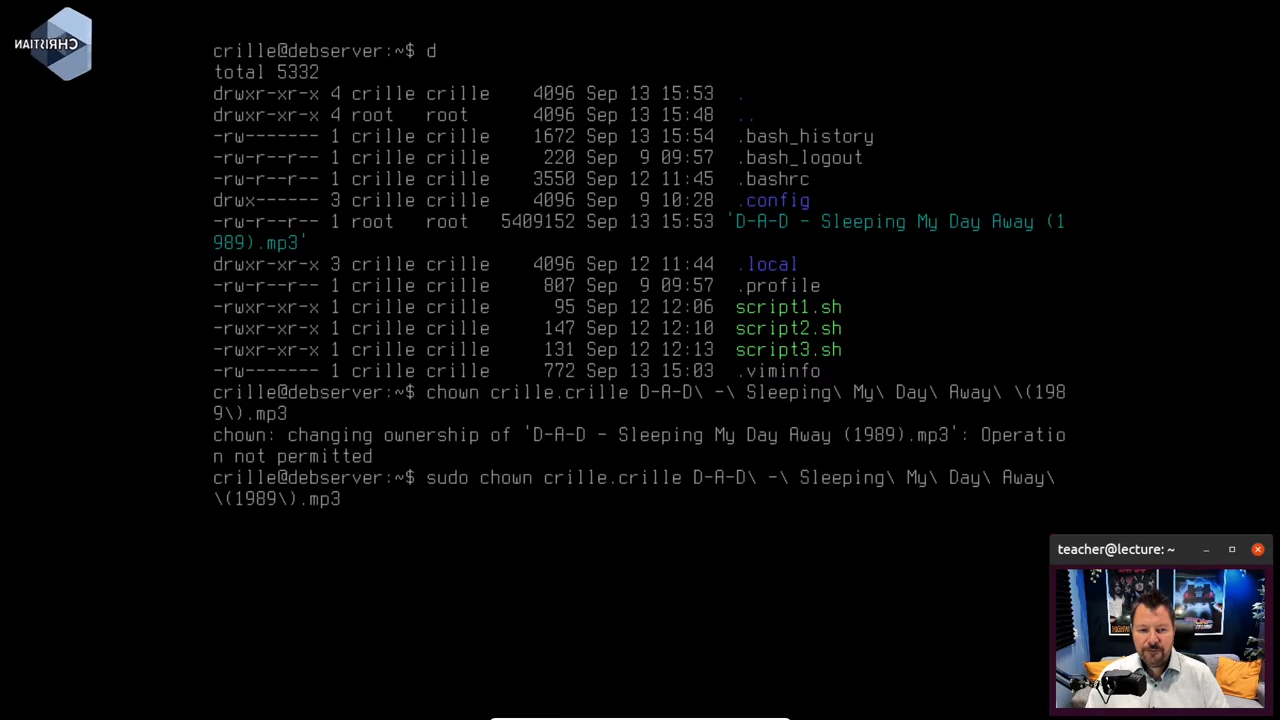 CHRISTIAN
crille@debserver:~$ d
total 5332
drwxr-xr-x 4 crille crille    4096 Sep 13 15:53  .
drwxr-xr-x 4 root   root      4096 Sep 13 15:48  ..
-rw------- 1 crille crille    1672 Sep 13 15:54  .bash_history
-rw-r--r-- 1 crille crille     220 Sep  9 09:57  .bash_logout
-rw-r--r-- 1 crille crille    3550 Sep 12 11:45  .bashrc
drwx------ 3 crille crille    4096 Sep  9 10:28  .config
-rw-r--r-- 1 root   root   5409152 Sep 13 15:53 'D-A-D - Sleeping My Day Away (1
989).mp3'
drwxr-xr-x 3 crille crille    4096 Sep 12 11:44  .local
-rw-r--r-- 1 crille crille     807 Sep  9 09:57  .profile
-rwxr-xr-x 1 crille crille      95 Sep 12 12:06  script1.sh
-rwxr-xr-x 1 crille crille     147 Sep 12 12:10  script2.sh
-rwxr-xr-x 1 crille crille     131 Sep 12 12:13  script3.sh
-rw------- 1 crille crille     772 Sep 13 15:03  .viminfo
crille@debserver:~$ chown crille.crille D-A-D\ -\ Sleeping\ My\ Day\ Away\ \(198
9\).mp3
chown: changing ownership of 'D-A-D - Sleeping My Day Away (1989).mp3': Operatio
n not permitted
crille@debserver:~$ sudo chown crille.crille D-A-D\ -\ Sleeping\ My\ Day\ Away\
\(1989\).mp3
teacher@lecture: ~